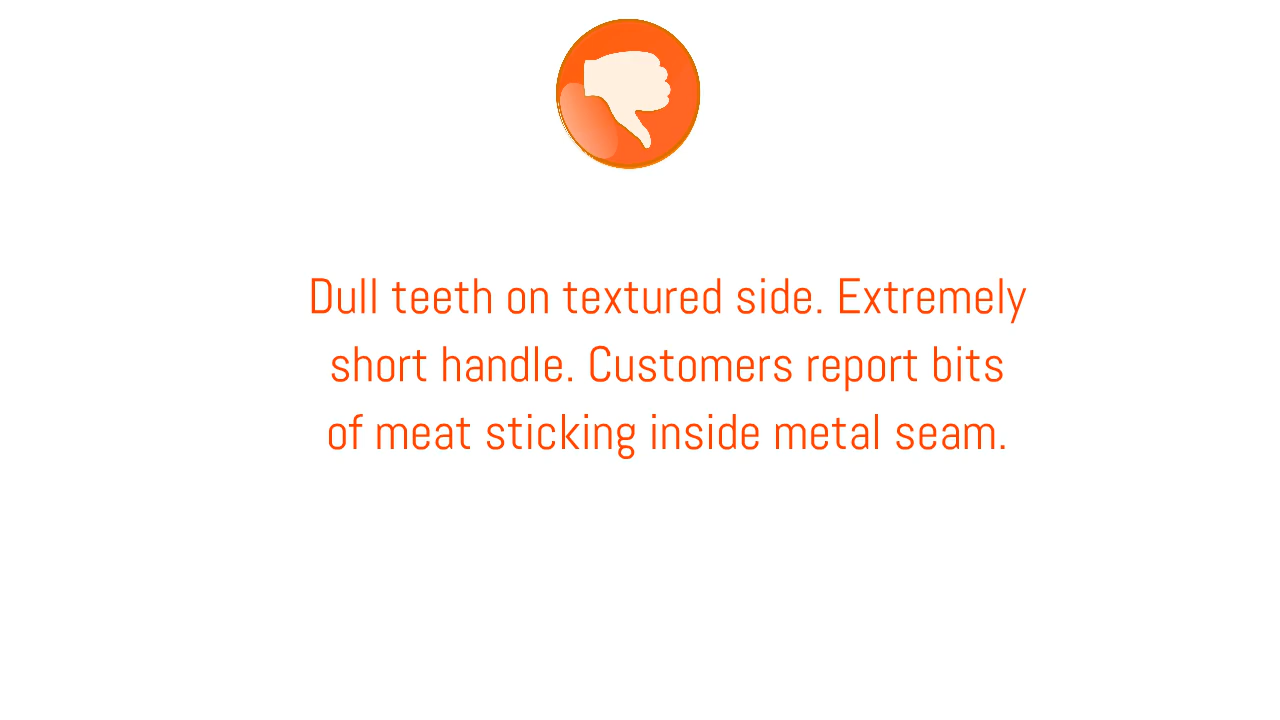 Dull teeth on textured side. Extremely
short handle. Customers report bits
of meat sticking inside metal seam.